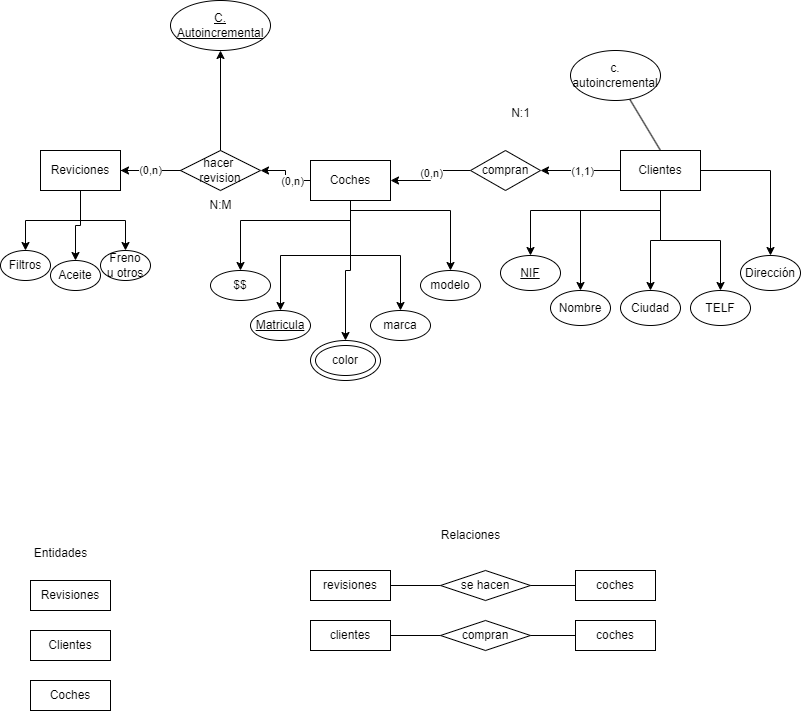 C.
Autoincremental
c.
autoincremental
N:1
Reviciones
(0,n)
hacer
revision
(0,n)
Coches
(0,n)
compran
(1,1)
Clientes
N:M
Filtros
Aceite
Freno
u otros
$$
modelo
NIF
Dirección
Matricula
marca
Nombre
Ciudad
TELF
color
Relaciones
Entidades
revisiones
se hacen
coches
Revisiones
clientes
compran
coches
Clientes
Coches